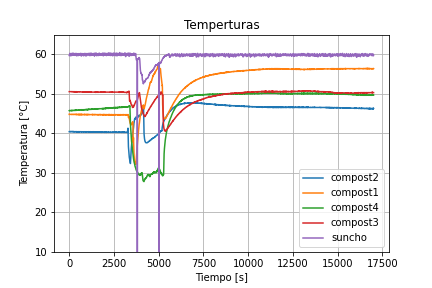 Temperturas
60
50
40
30
20
10
Temperatura [°C]
compost2
compost1
compost4
compost3
suncho
0 2500 5000 7500 10000 12500 15000 17500
Tiempo [s]